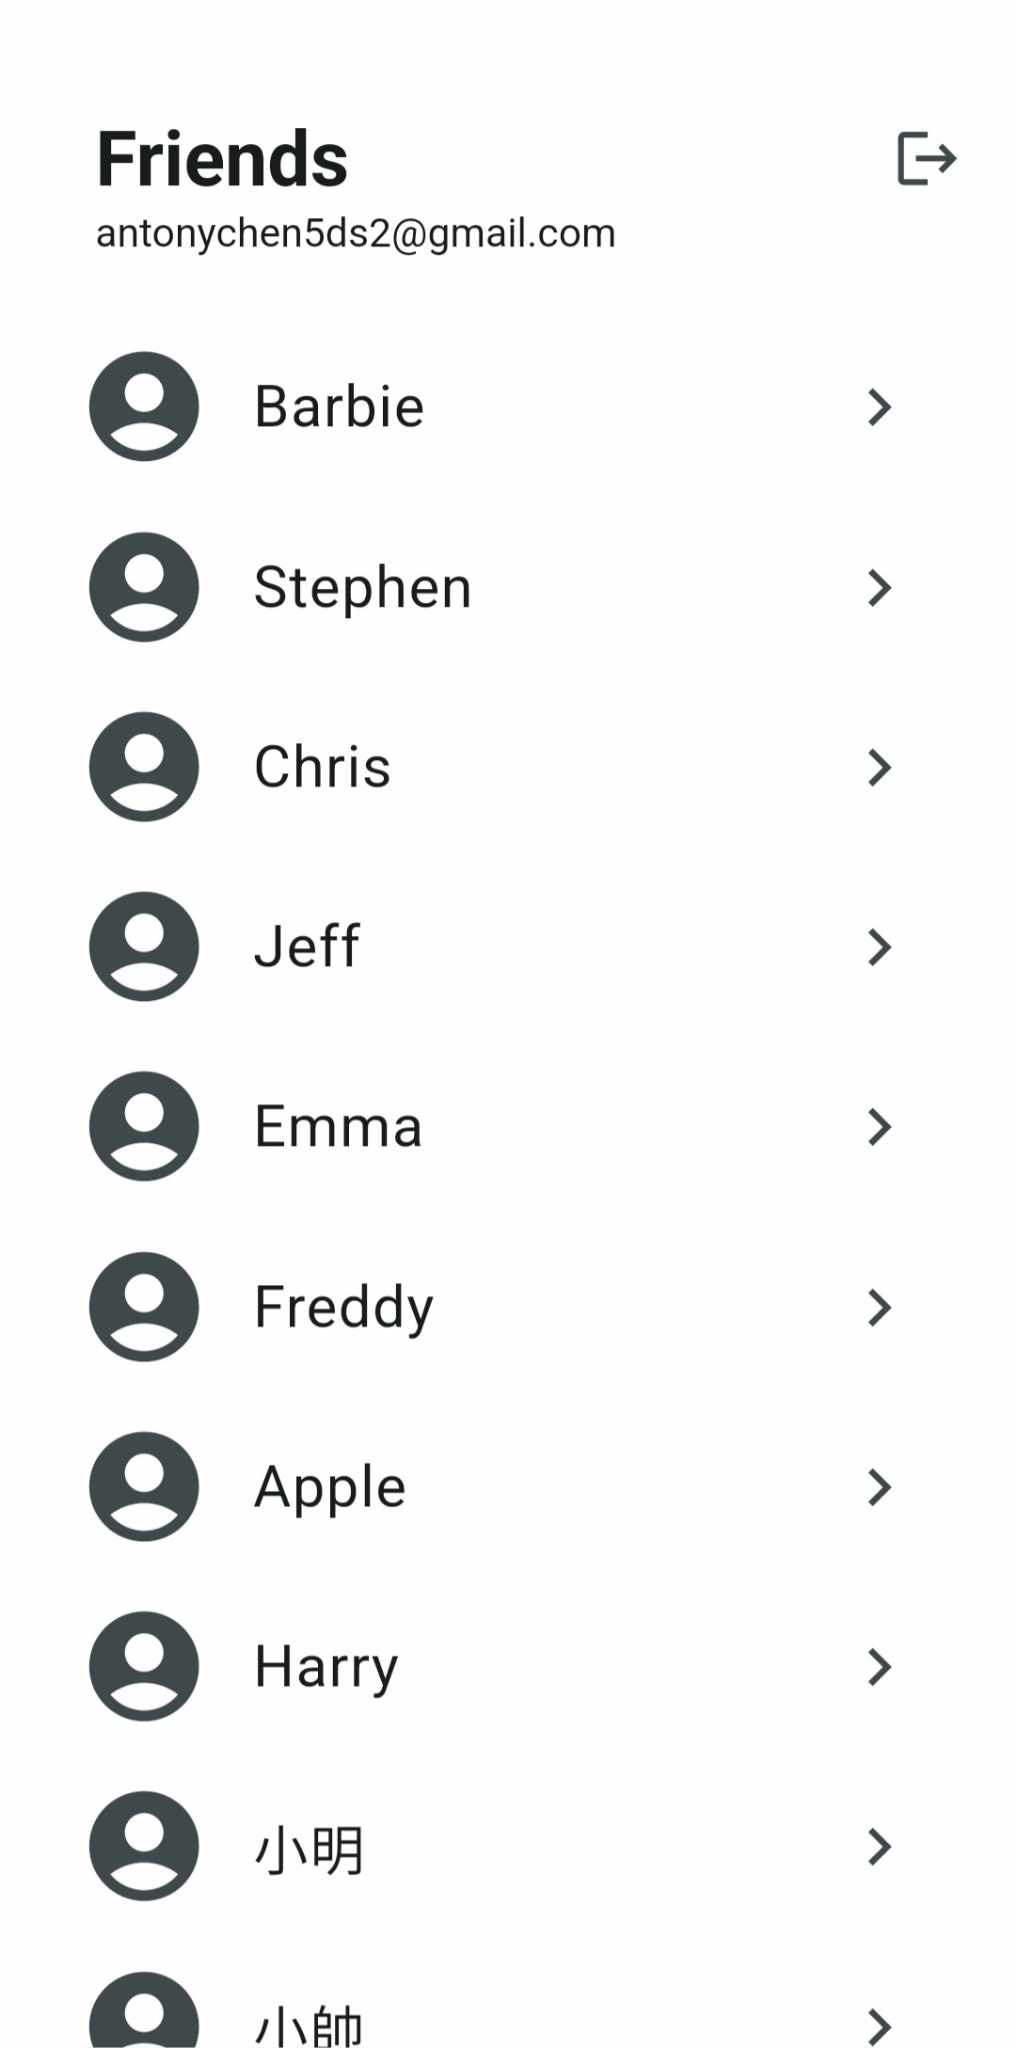 Friends
antonychen5ds2@gmail.com
Barbie
Stephen
Chris
Jeff
Emma
Freddy
Apple
Harry
小明
小帥